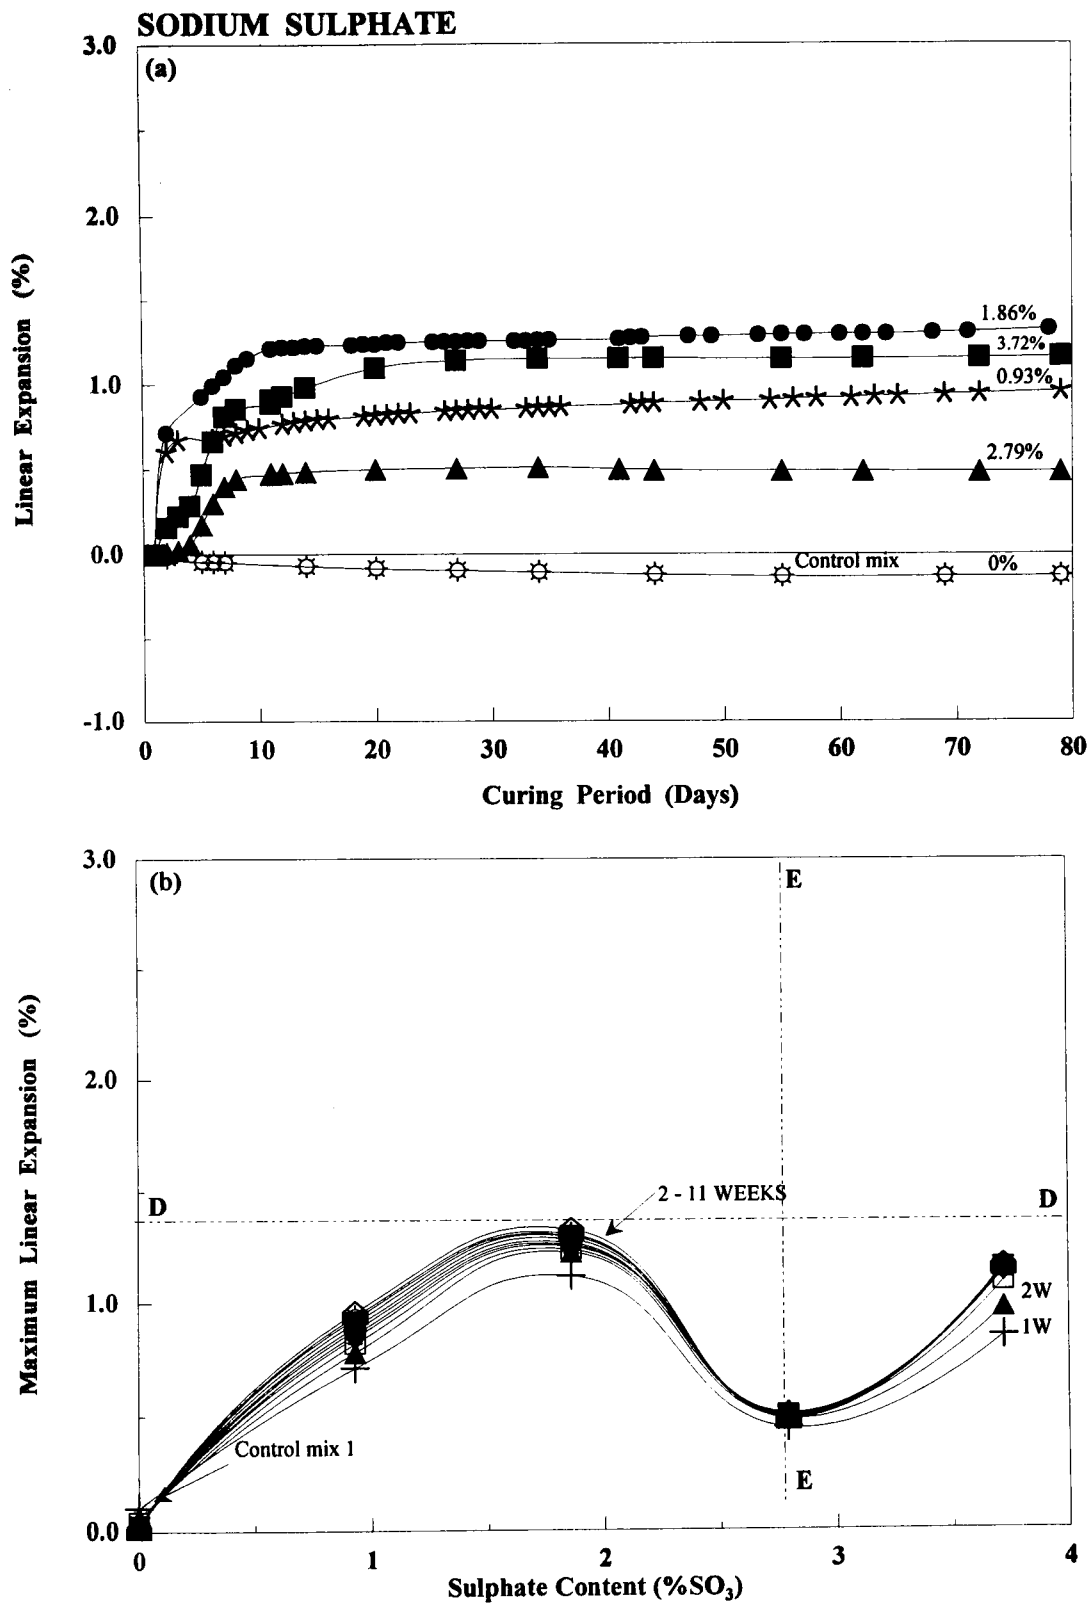 SODIUM SULPHATE
(a)
3.0
2.0
1.0
0.0
-1.0
Linear Expansion (%)
1.86%
3.72%
0.93%
2.79%
Control mix
0%
0 10 20 30 40 50 60 70 80
Curing Period (Days)
(b)
3.0
2.0
1.0
0.0
Maximum Linear Expansion (%)
E
D
2 - 11 WEEKS
D
2W
1W
Control mix 1
E
0 1 2 3 4
Sulphate Content (%SO₃)